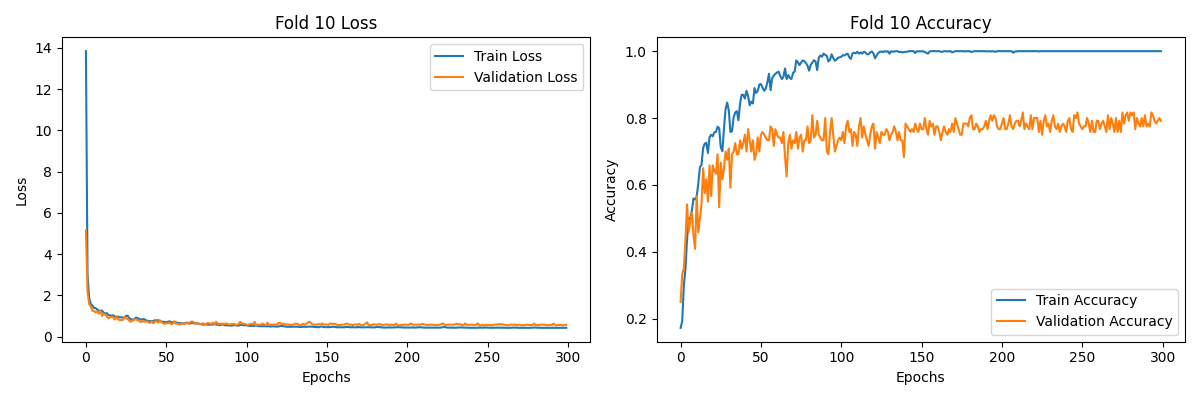 Fold 10 Loss
14
12
10
8
6
4
2
0
Loss
0 50 100 150 200 250 300
Epochs
Train Loss
Validation Loss
Fold 10 Accuracy
1.0
0.8
0.6
0.4
0.2
Accuracy
0 50 100 150 200 250 300
Epochs
Train Accuracy
Validation Accuracy